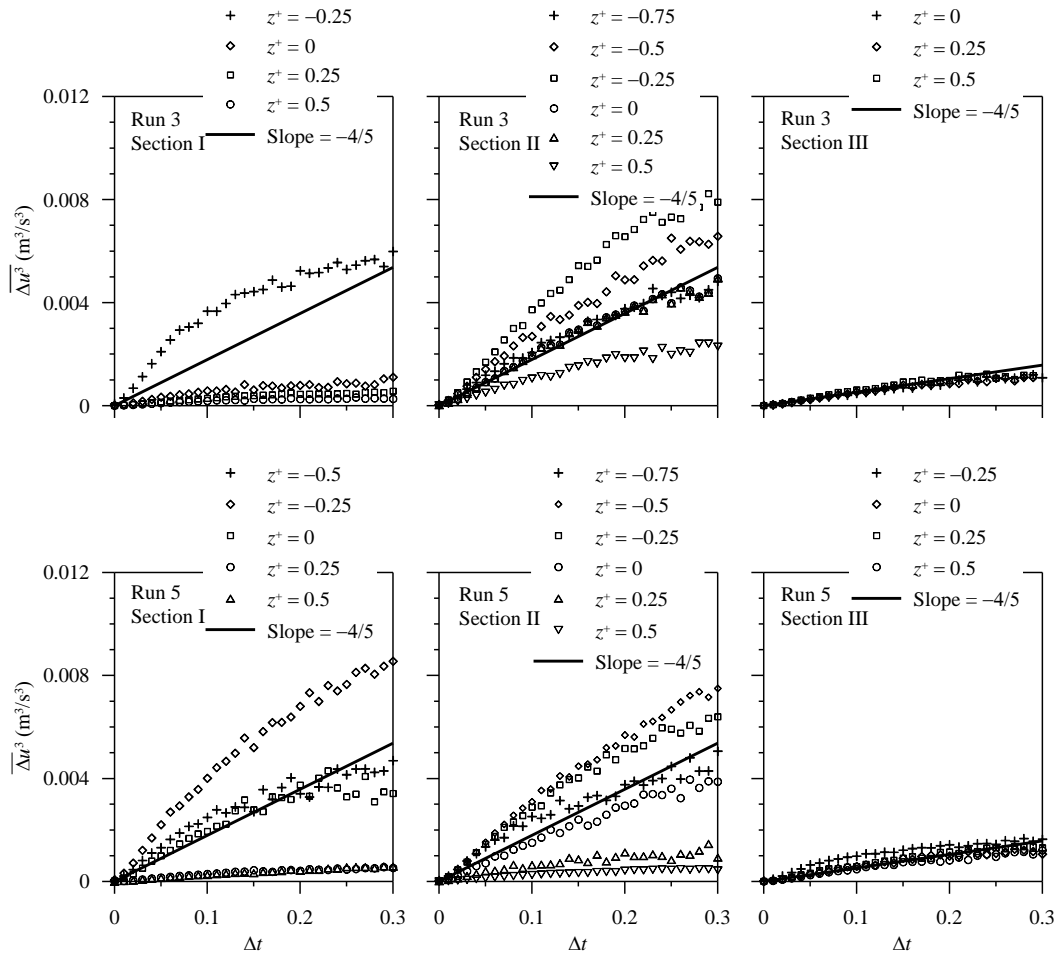 z⁺ = −0.25
z⁺ = 0
z⁺ = 0.25
z⁺ = 0.5
Slope = −4/5
Run 3
Section I
z⁺ = −0.75
z⁺ = −0.5
z⁺ = −0.25
z⁺ = 0
z⁺ = 0.25
z⁺ = 0.5
Slope = −4/5
Run 3
Section II
z⁺ = 0
z⁺ = 0.25
z⁺ = 0.5
Slope = −4/5
Run 3
Section III
0.012
0.008
0.004
0
Δu³ (m³/s³)
z⁺ = −0.5
z⁺ = −0.25
z⁺ = 0
z⁺ = 0.25
z⁺ = 0.5
Slope = −4/5
Run 5
Section I
z⁺ = −0.75
z⁺ = −0.5
z⁺ = −0.25
z⁺ = 0
z⁺ = 0.25
z⁺ = 0.5
Slope = −4/5
Run 5
Section II
z⁺ = −0.25
z⁺ = 0
z⁺ = 0.25
z⁺ = 0.5
Slope = −4/5
Run 5
Section III
0.012
0.008
0.004
0
Δu³ (m³/s³)
0 0.1 0.2 0.3
0 0.1 0.2 0.3
0 0.1 0.2 0.3
Δt
Δt
Δt